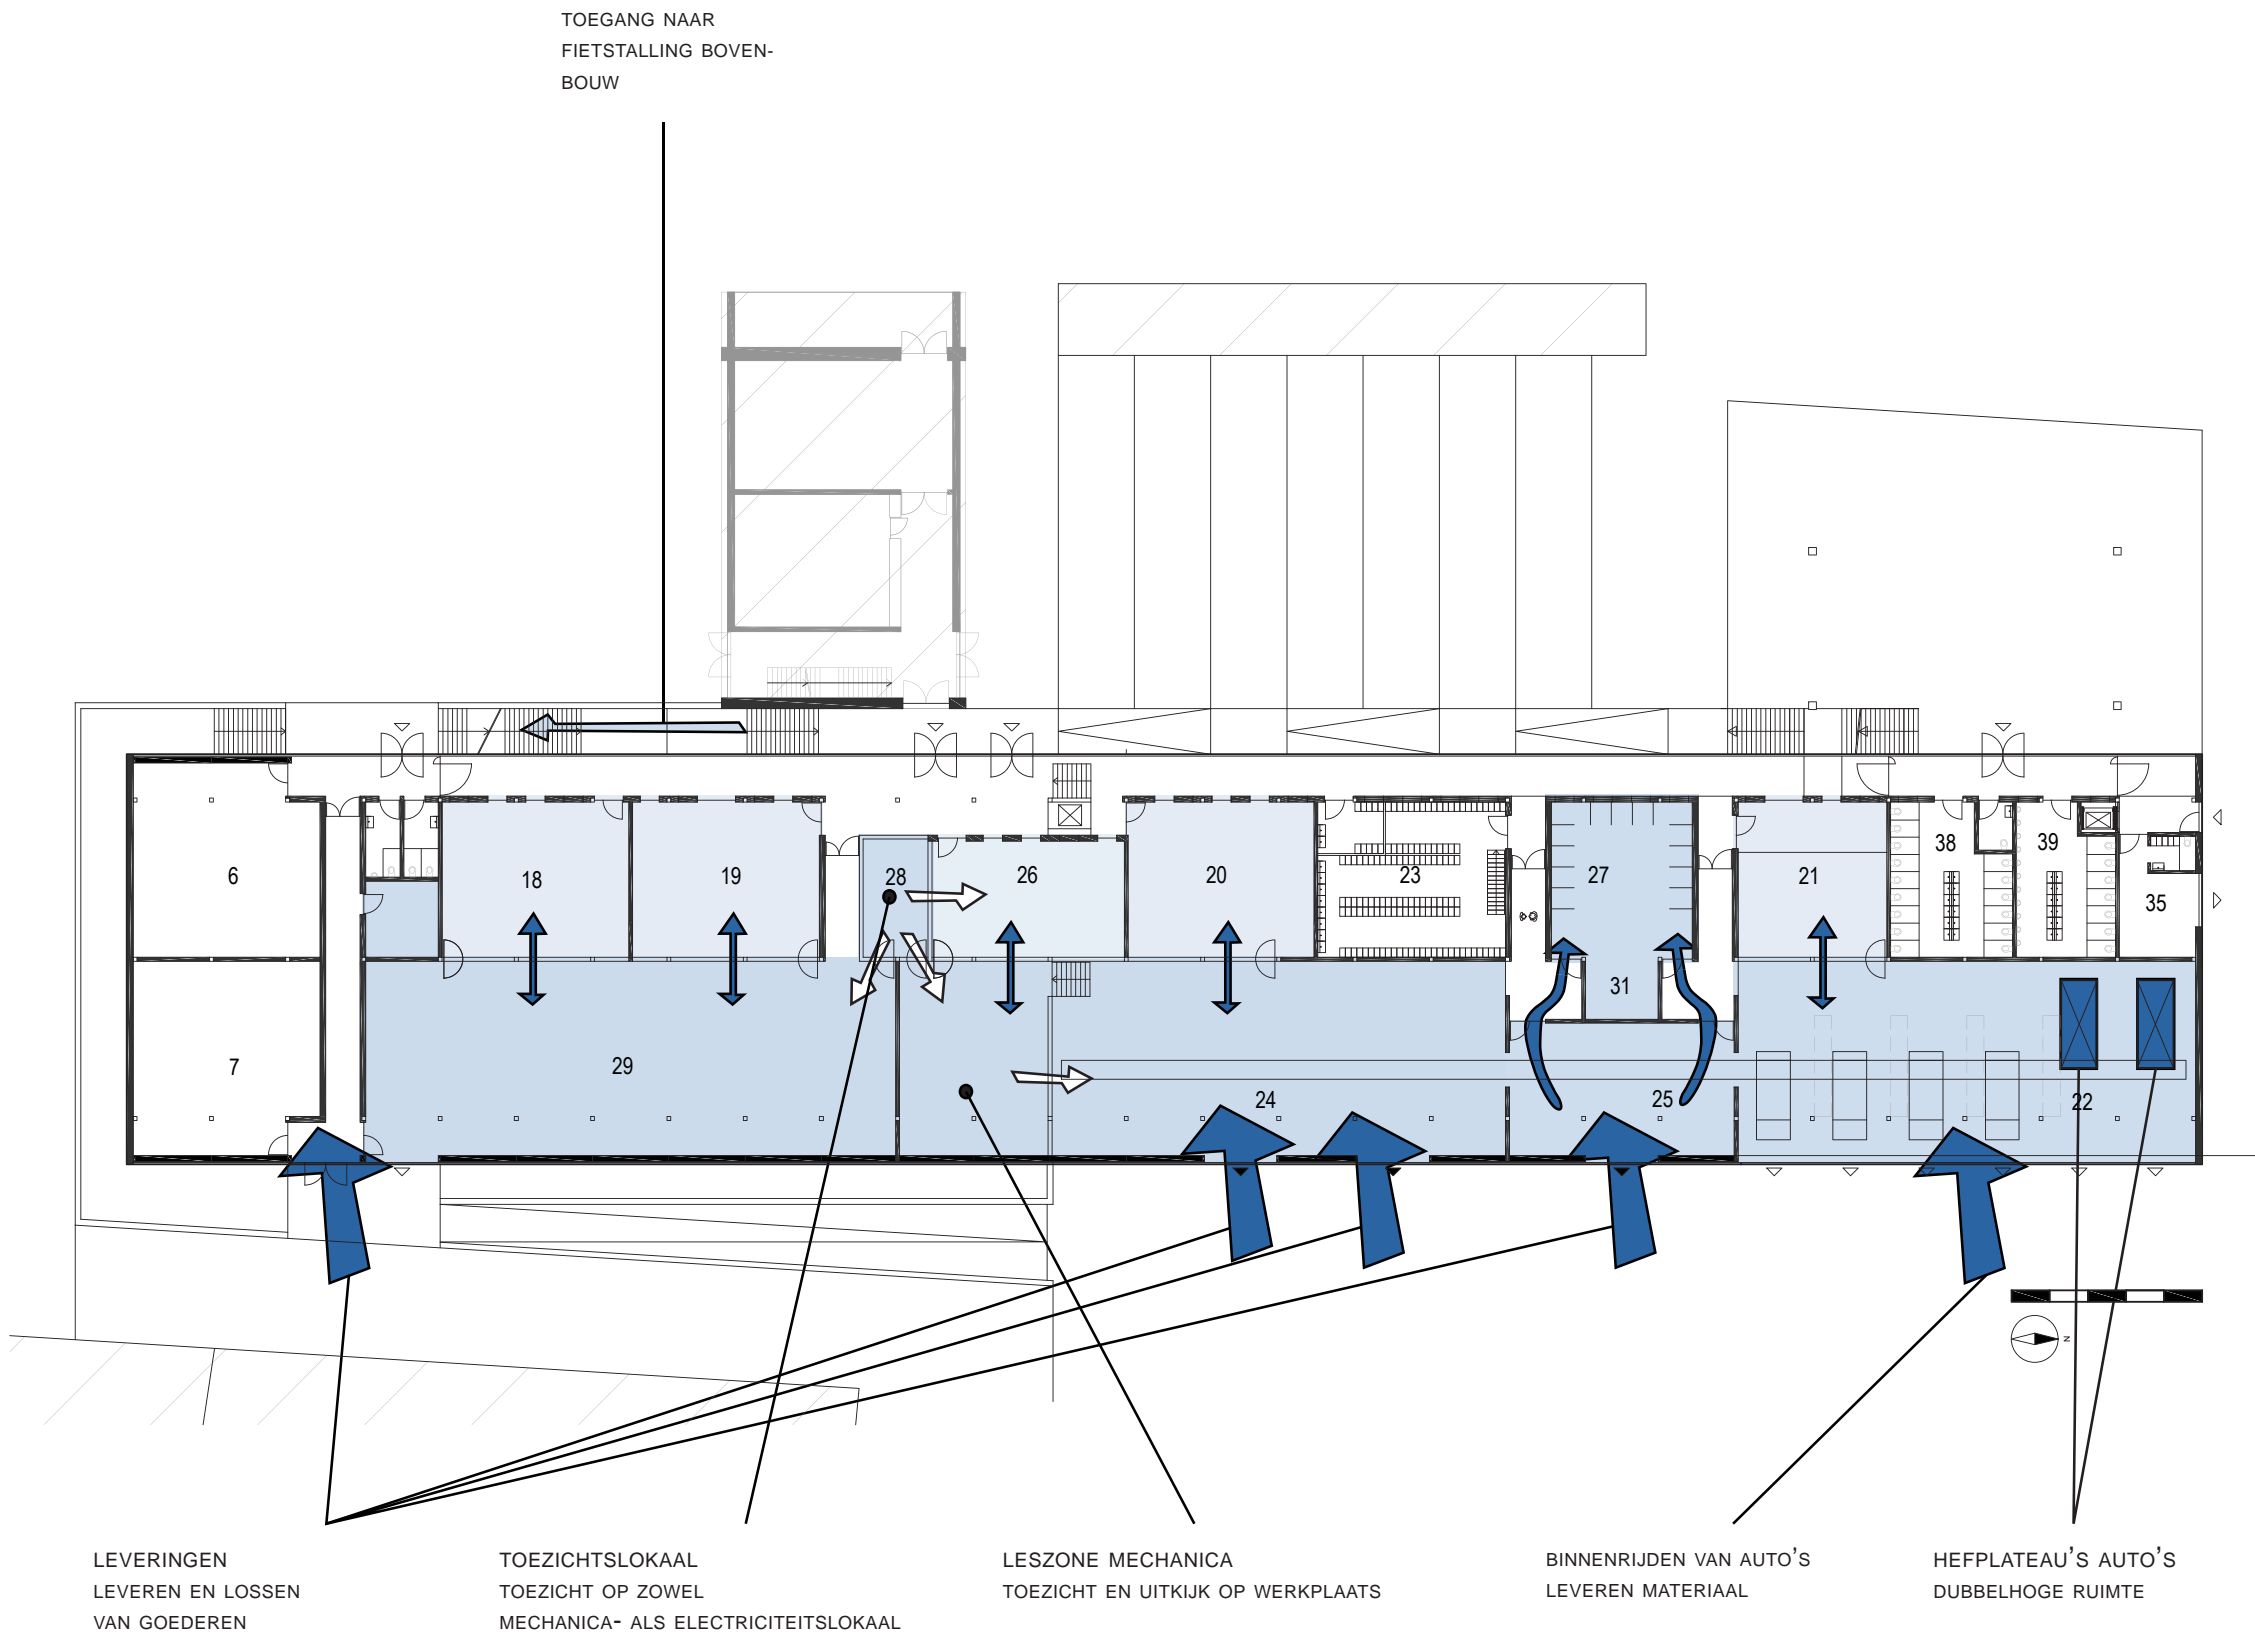 TOEGANG NAAR
FIETSTALLING BOVEN-
BOUW
6
18
19
28
26
20
23
27
21
38
39
35
31
7
29
24
25
22
N
LEVERINGEN
LEVEREN EN LOSSEN
VAN GOEDEREN
TOEZICHTSLOKAAL
TOEZICHT OP ZOWEL
MECHANICA- ALS ELECTRICITEITSLOKAAL
LESZONE MECHANICA
TOEZICHT EN UITKIJK OP WERKPLAATS
BINNENRIJDEN VAN AUTO'S
LEVEREN MATERIAAL
HEFPLATEAU'S AUTO'S
DUBBELHOGE RUIMTE